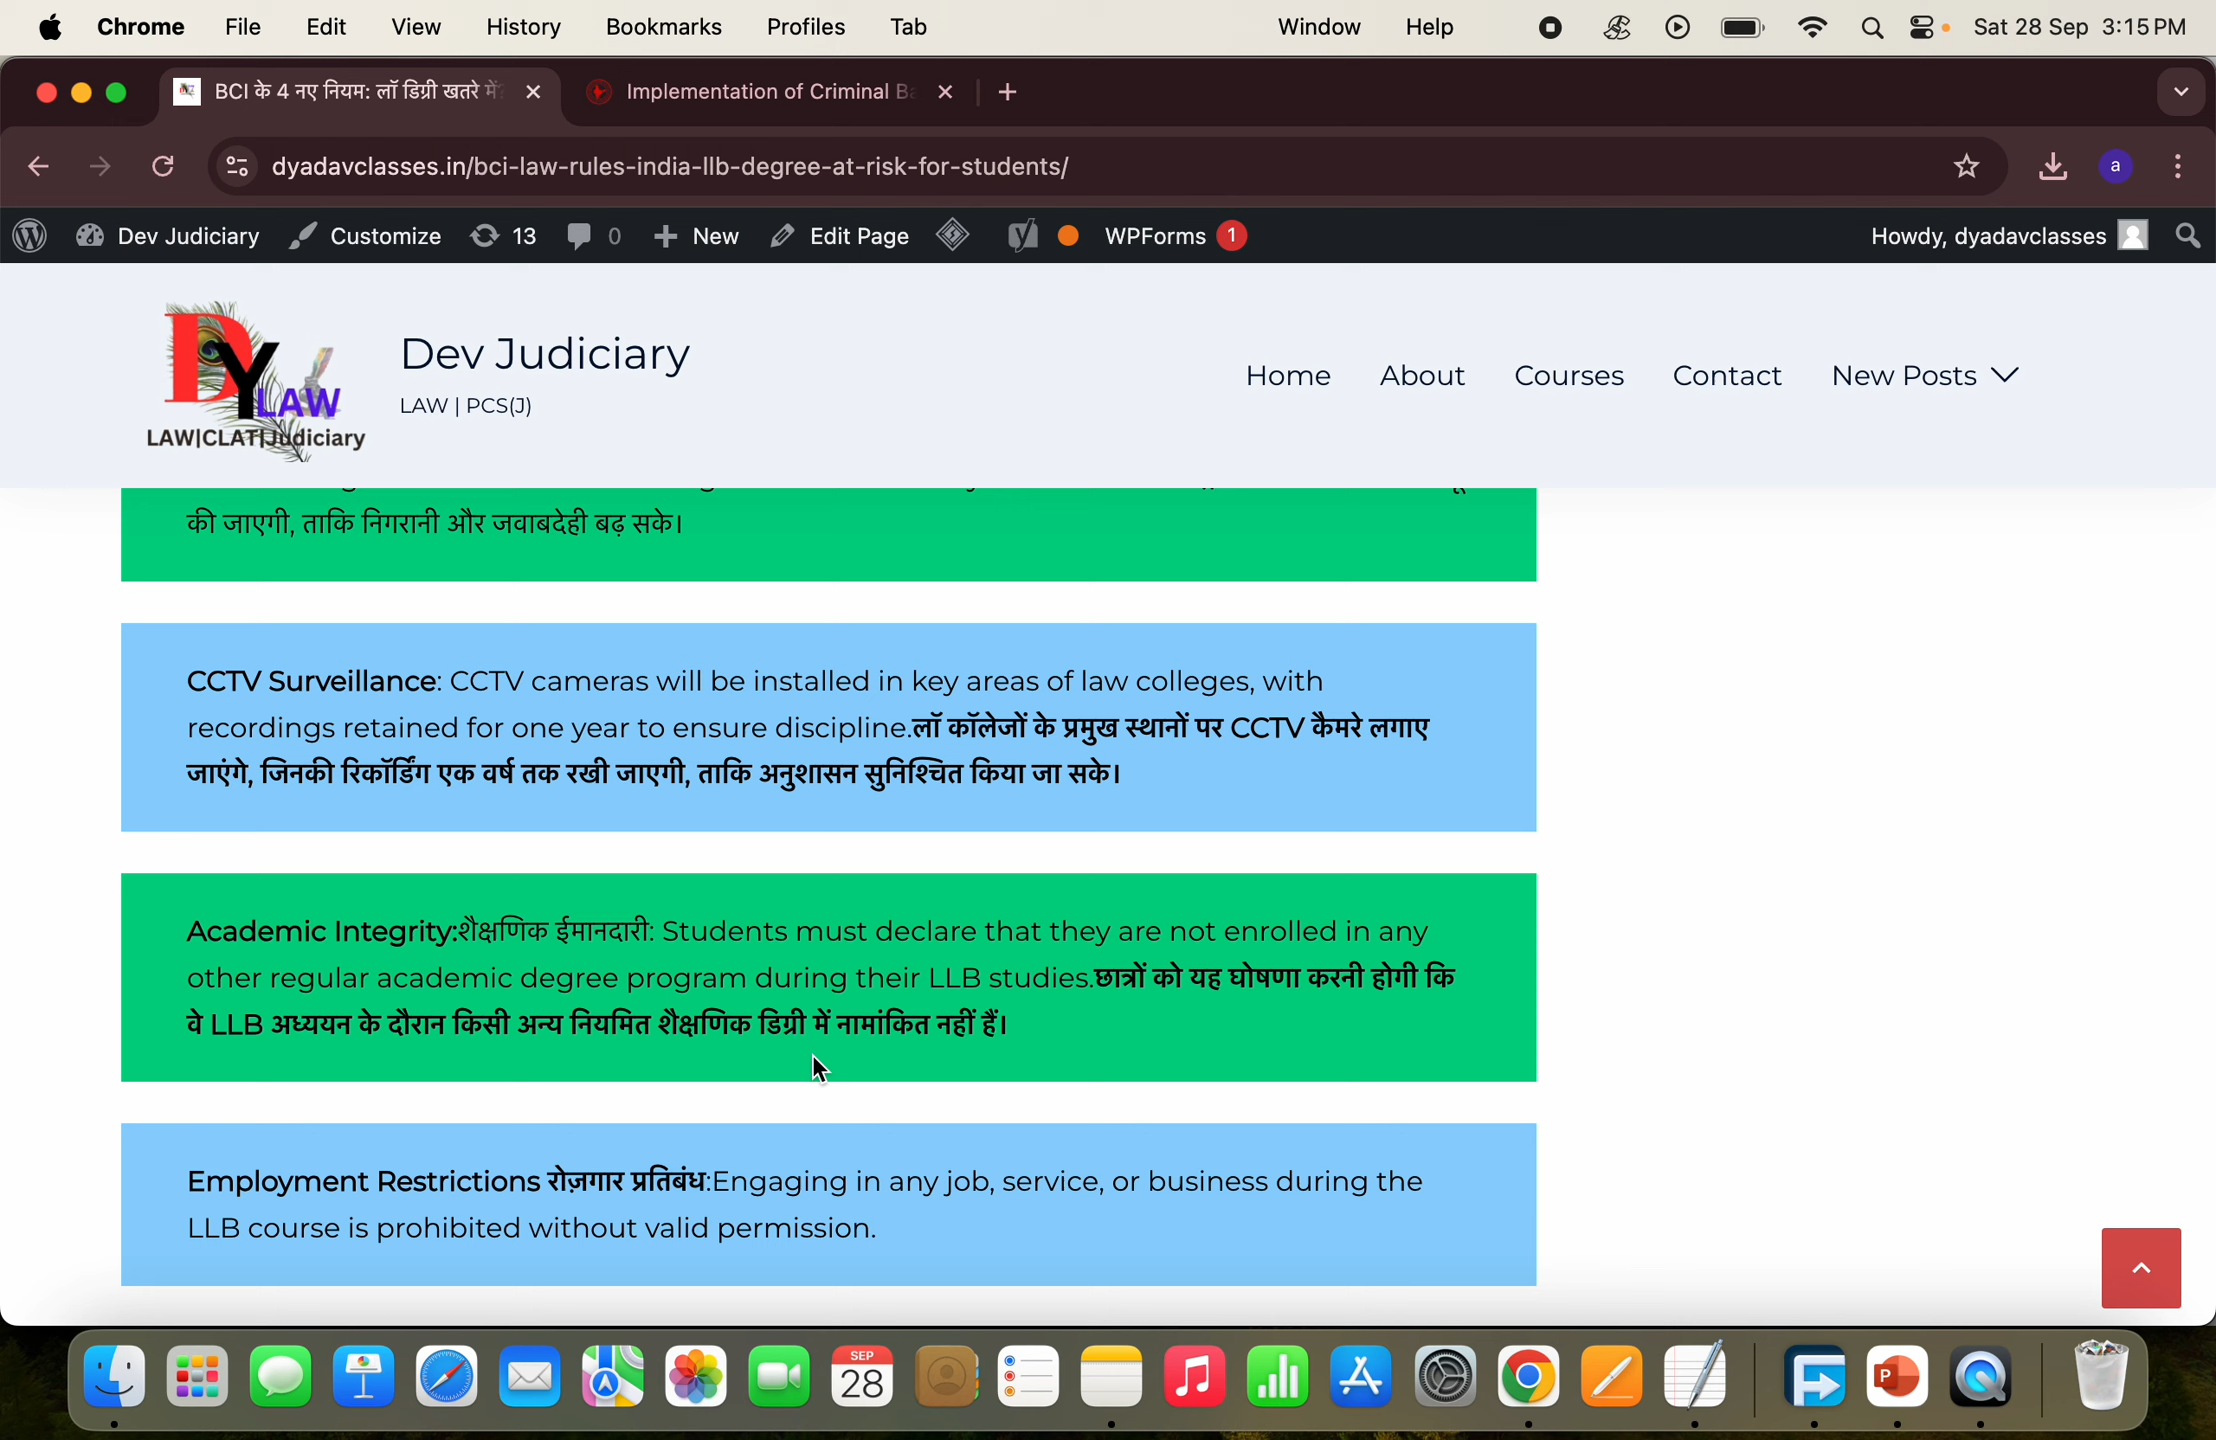 Chrome File Edit View History Bookmarks Profiles Tab Window Help Sat 28 Sep 3:15 PM
BCI के 4 नए नियम: लॉ डिग्री खतरे में Implementation of Criminal
dyadavclasses.in/bci-law-rules-india-llb-degree-at-risk-for-students/ a
Dev Judiciary Customize 13 0 New Edit Page WPForms 1 Howdy, dyadavclasses
DY LAW
LAW|CLAT|Judiciary
Dev Judiciary
LAW | PCS(J)
Home About Courses Contact New Posts
की जाएगी, ताकि निगरानी और जवाबदेही बढ़ सके।
CCTV Surveillance: CCTV cameras will be installed in key areas of law colleges, with
recordings retained for one year to ensure discipline.लॉ कॉलेजों के प्रमुख स्थानों पर CCTV कैमरे लगाए
जाएंगे, जिनकी रिकॉर्डिंग एक वर्ष तक रखी जाएगी, ताकि अनुशासन सुनिश्चित किया जा सके।
Academic Integrity:शैक्षणिक ईमानदारी: Students must declare that they are not enrolled in any
other regular academic degree program during their LLB studies.छात्रों को यह घोषणा करनी होगी कि
वे LLB अध्ययन के दौरान किसी अन्य नियमित शैक्षणिक डिग्री में नामांकित नहीं हैं।
Employment Restrictions रोज़गार प्रतिबंध:Engaging in any job, service, or business during the
LLB course is prohibited without valid permission.
SEP
28
P